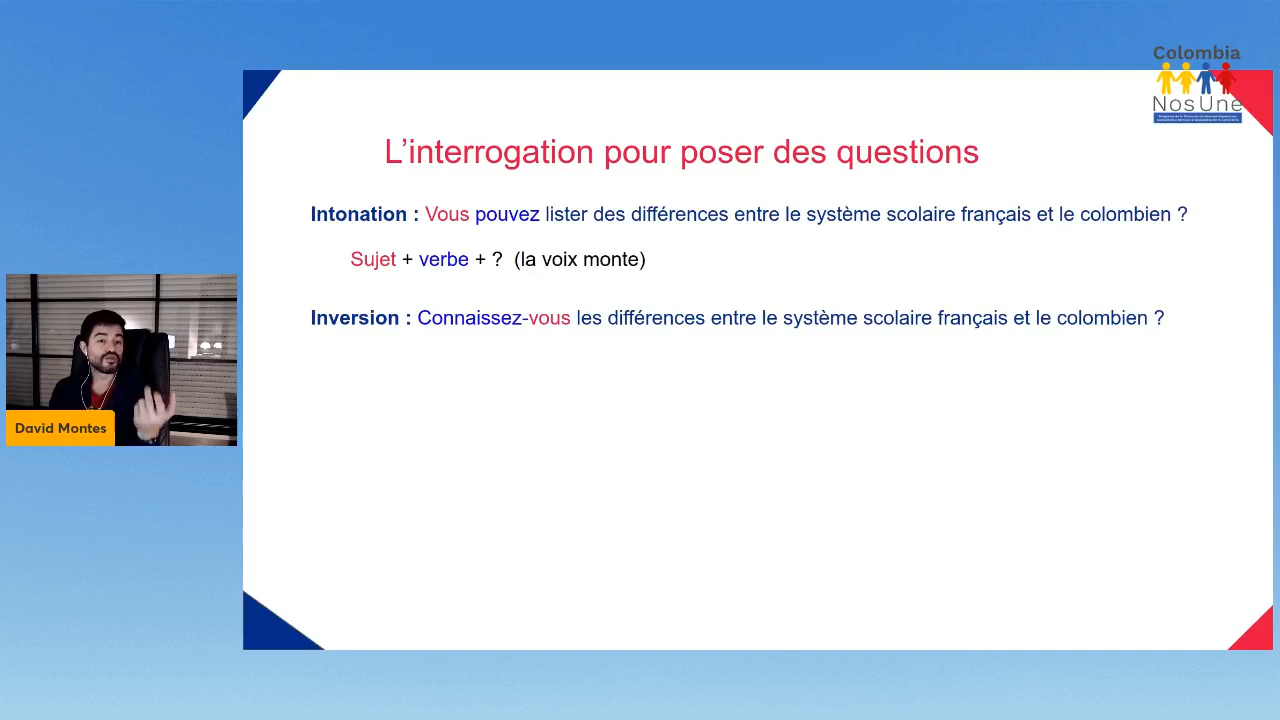 Colombia
NosUne
L’interrogation pour poser des questions
Intonation : Vous pouvez lister des différences entre le système scolaire français et le colombien ?
Sujet + verbe + ? (la voix monte)
Inversion : Connaissez-vous les différences entre le système scolaire français et le colombien ?
David Montes